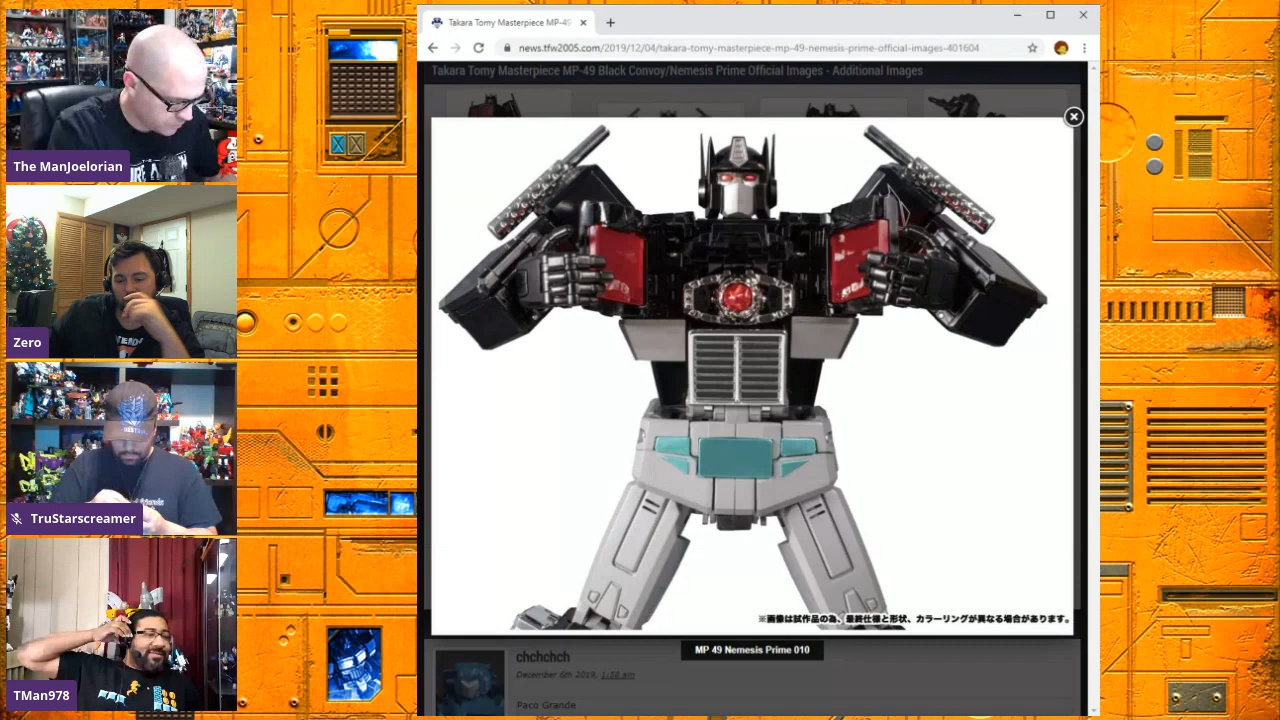 The ManJoelorian
Zero
TruStarscreamer
TMan978
Takara Tomy Masterpiece MP-49
news.tfw2005.com/2019/12/04/takara-tomy-masterpiece-mp-49-nemesis-prime-official-images-401604
Takara Tomy Masterpiece MP-49 Black Convoy/Nemesis Prime Official Images - Additional Images
※画像は試作品の為、最終仕様と形状、カラーリングが異なる場合があります。
MP 49 Nemesis Prime 010
chchchch
December 6th 2019, 1:58 am
Paco Grande